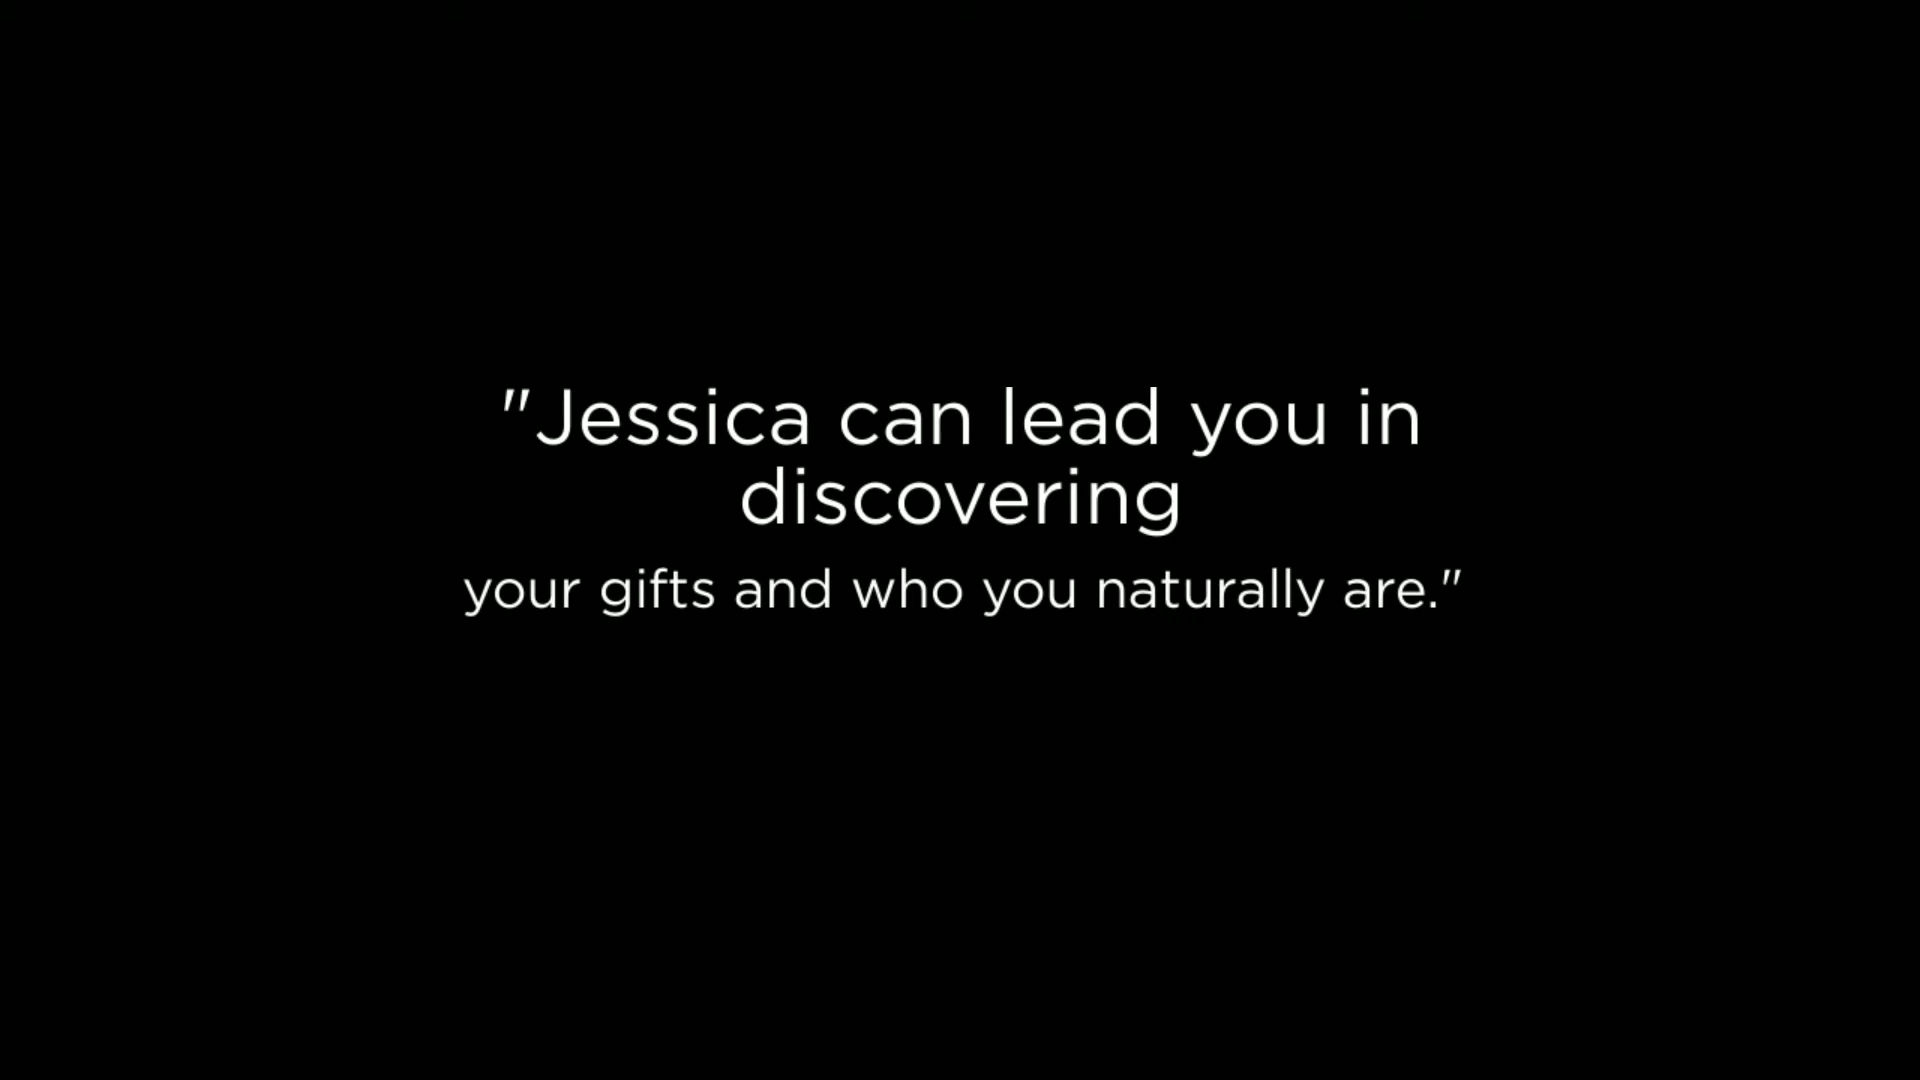 "Jessica can lead you in
discovering
your gifts and who you naturally are."